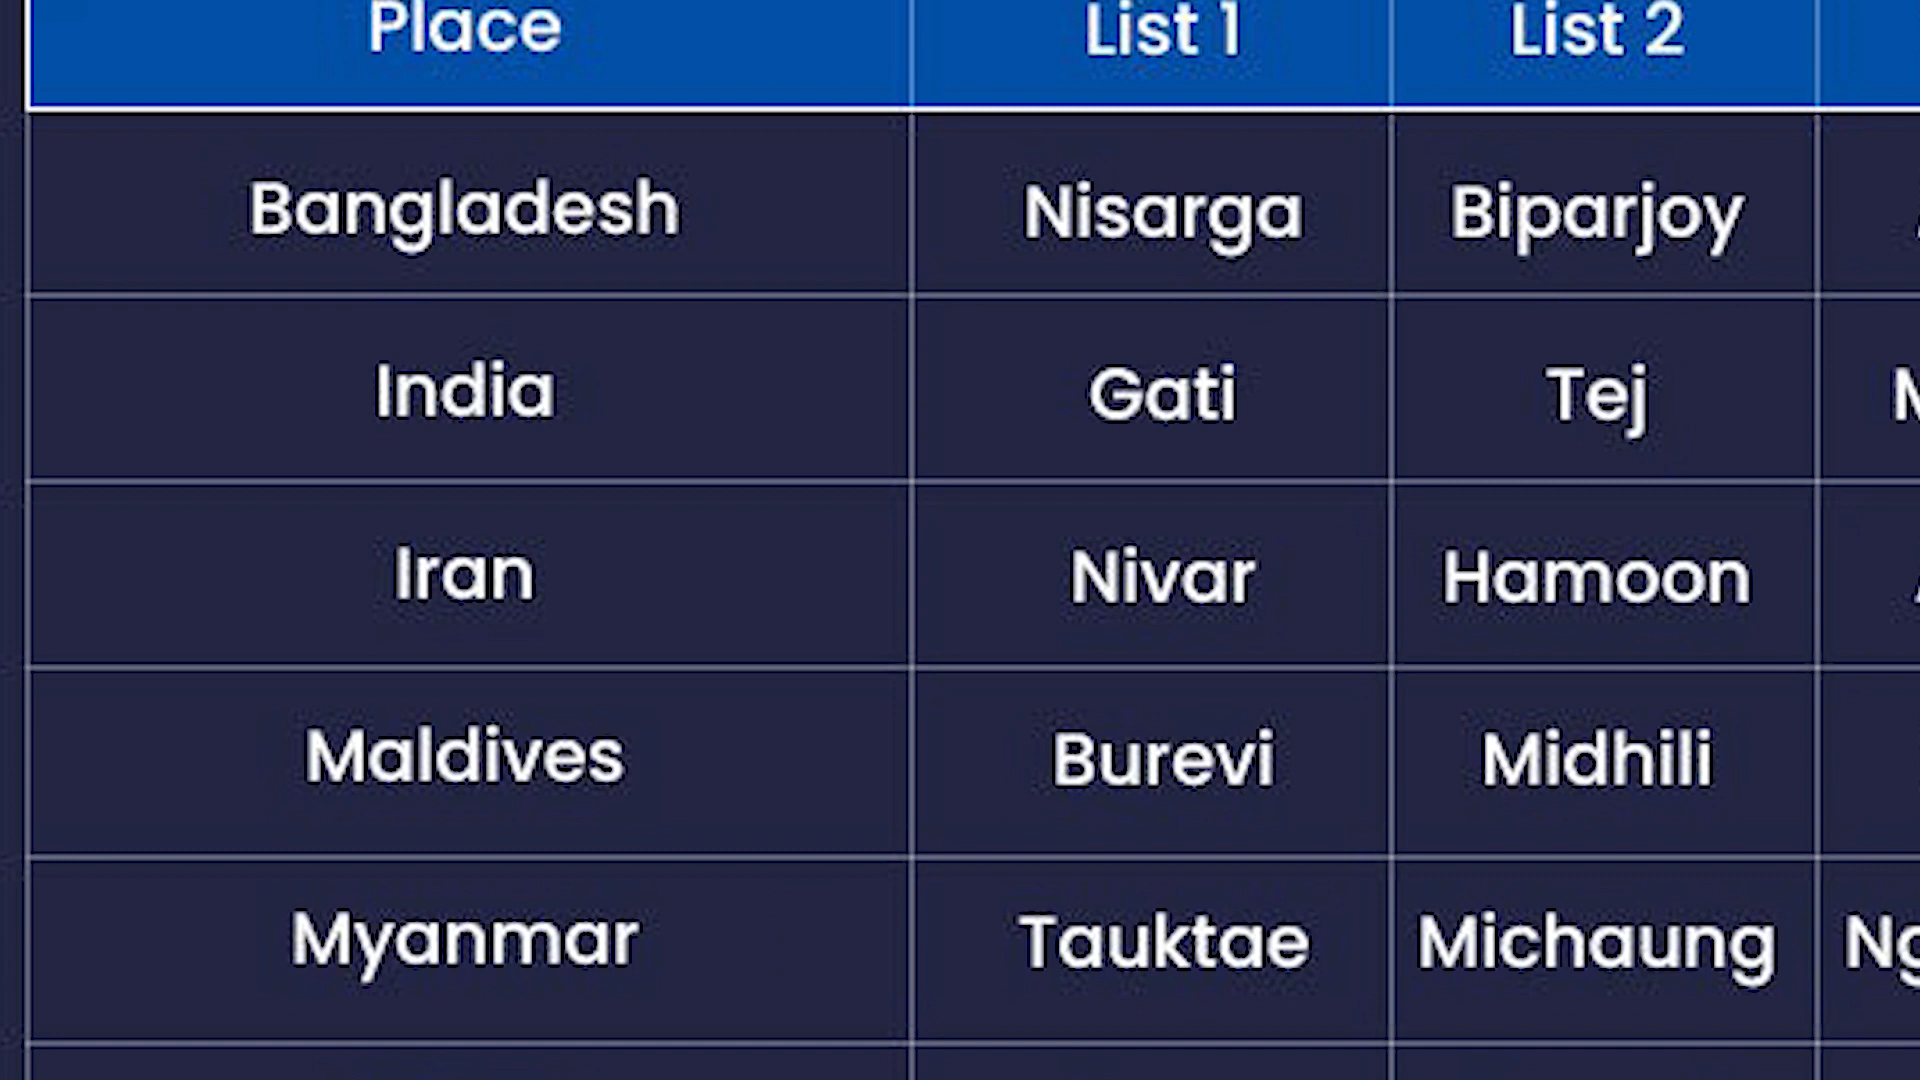 Place List 1 List 2
Bangladesh Nisarga Biparjoy
India Gati Tej
Iran Nivar Hamoon
Maldives Burevi Midhili
Myanmar Tauktae Michaung